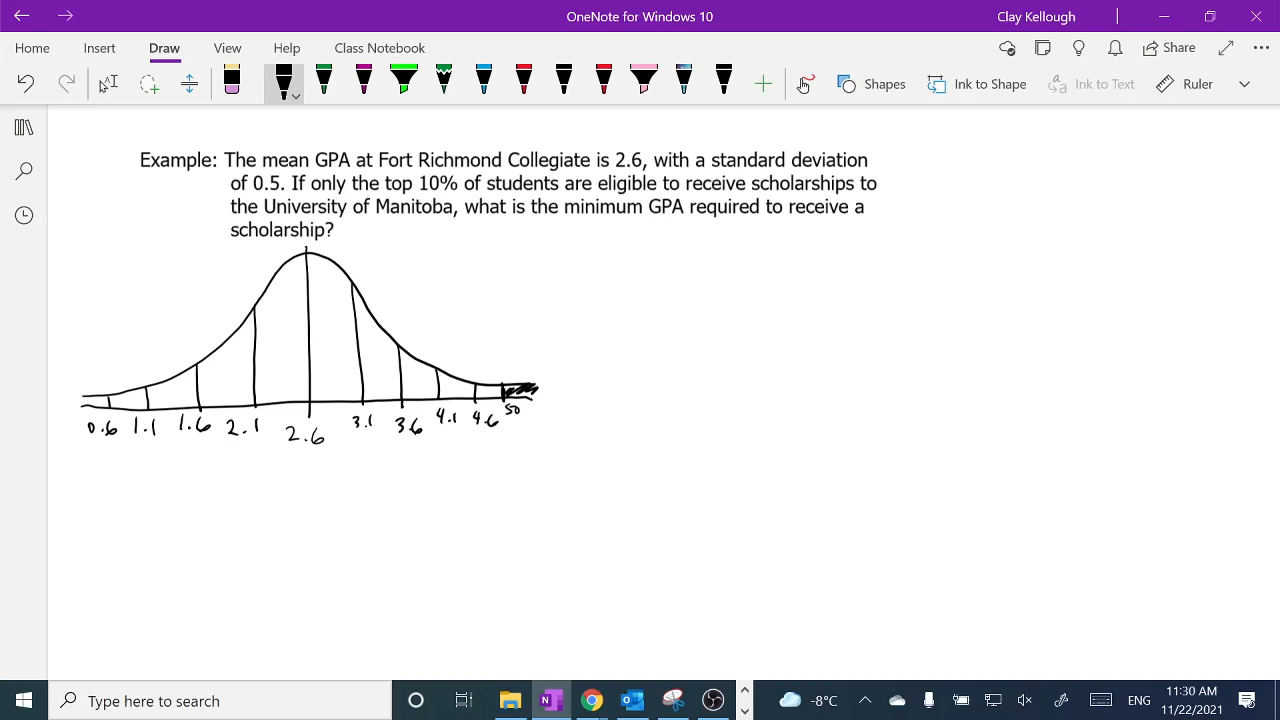 OneNote for Windows 10
Clay Kellough
Home Insert Draw View Help Class Notebook
Share
Shapes Ink to Shape Ink to Text Ruler
Example: The mean GPA at Fort Richmond Collegiate is 2.6, with a standard deviation
of 0.5. If only the top 10% of students are eligible to receive scholarships to
the University of Manitoba, what is the minimum GPA required to receive a
scholarship?
0.6 1.1 1.6 2.1 2.6 3.1 3.6 4.1 4.6 50
Type here to search
-8°C
ENG
11:30 AM
11/22/2021